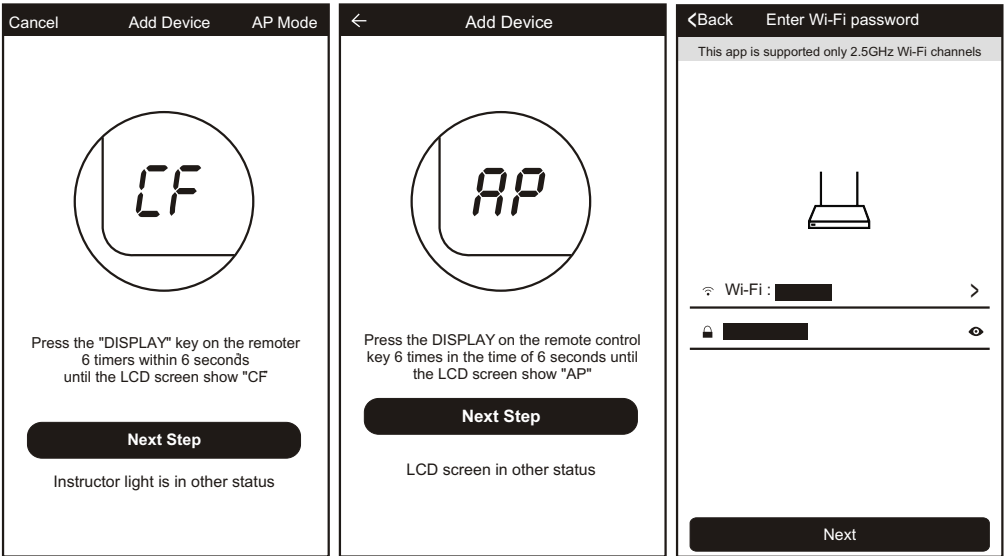 Cancel Add Device AP Mode
CF
Press the "DISPLAY" key on the remoter
6 timers within 6 seconds
until the LCD screen show "CF
Next Step
Instructor light is in other status
Add Device
AP
Press the DISPLAY on the remote control
key 6 times in the time of 6 seconds until
the LCD screen show "AP"
Next Step
LCD screen in other status
Back Enter Wi-Fi password
This app is supported only 2.5GHz Wi-Fi channels
Wi-Fi :
Next